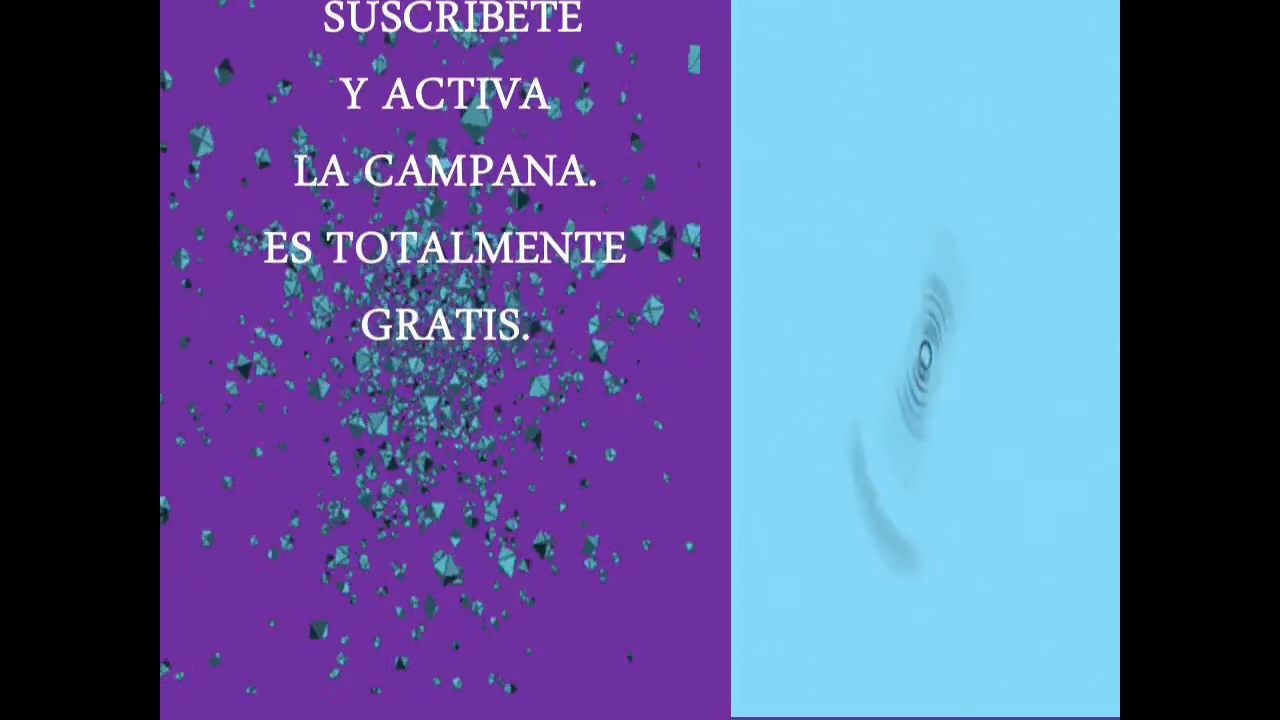 SUSCRIBETE
Y ACTIVA
LA CAMPANA.
ES TOTALMENTE
GRATIS.